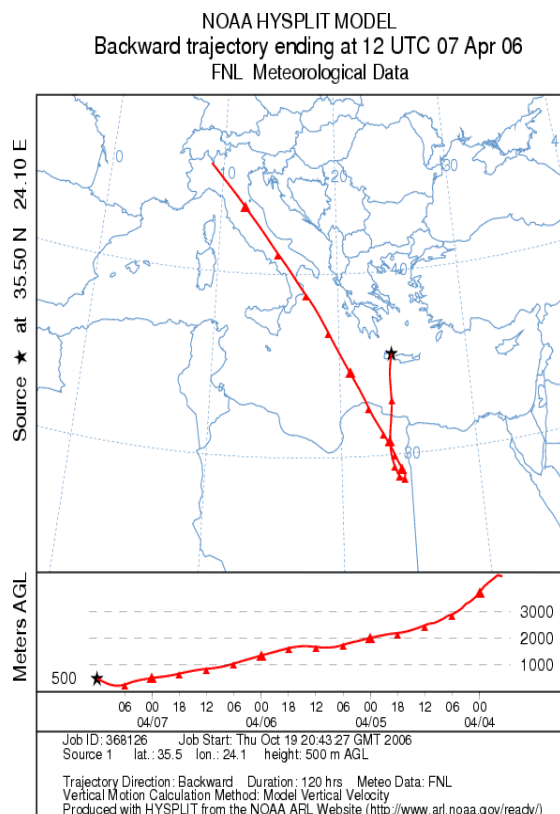 NOAA HYSPLIT MODEL
Backward trajectory ending at 12 UTC 07 Apr 06
FNL Meteorological Data
Source ★ at 35.50 N 24.10 E
0
10
20
30
40
30
Meters AGL
500
3000
2000
1000
06 00 18 12 06 00 18 12 06 00 18 12 06 00
04/07 04/06 04/05 04/04
Job ID: 368126 Job Start: Thu Oct 19 20:43:27 GMT 2006
Source 1 lat.: 35.5 lon.: 24.1 height: 500 m AGL
Trajectory Direction: Backward Duration: 120 hrs Meteo Data: FNL
Vertical Motion Calculation Method: Model Vertical Velocity
Produced with HYSPLIT from the NOAA ARL Website (http://www.arl.noaa.gov/ready/)